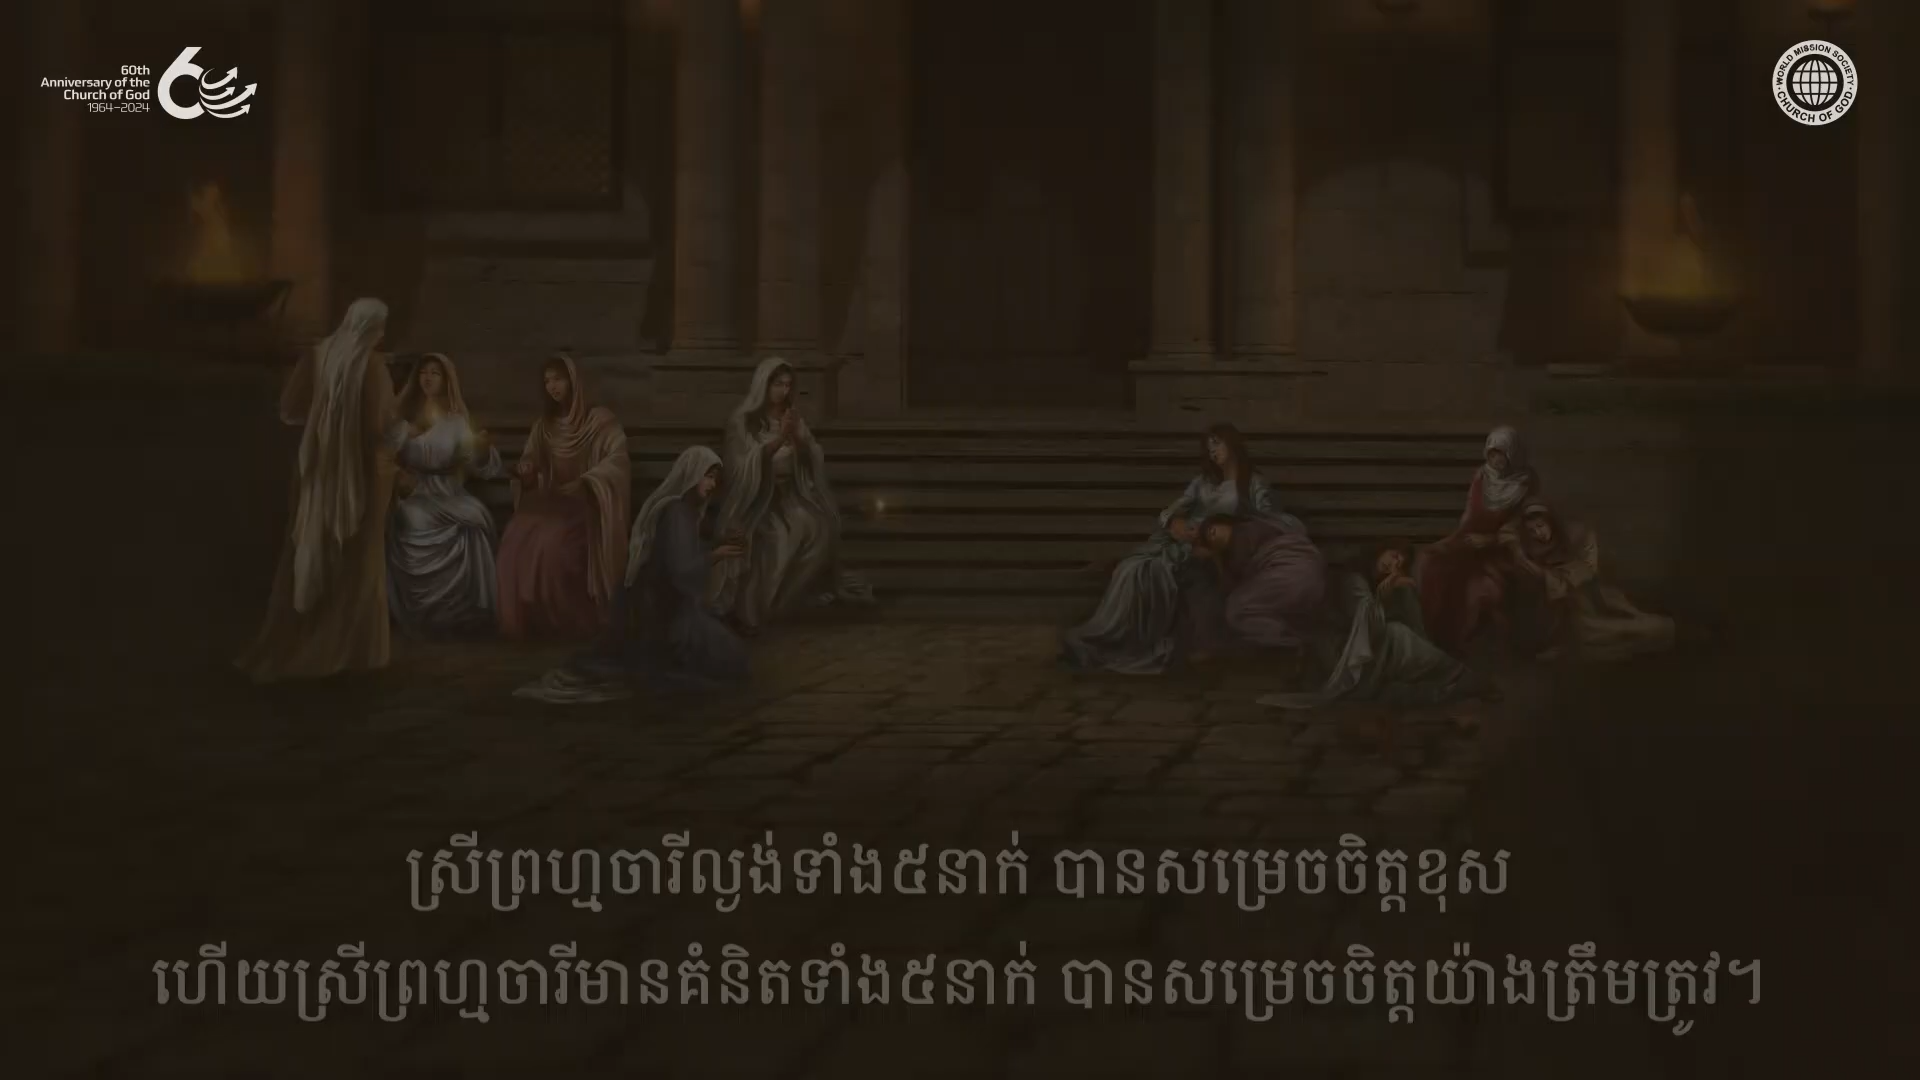 60th
Anniversary of the
Church of God
1964–2024
WORLD MISSION SOCIETY
CHURCH OF GOD
ស្រីព្រហ្មចារីល្ងង់ទាំង៥នាក់ បានសម្រេចចិត្តខុស
ហើយស្រីព្រហ្មចារីមានគំនិតទាំង៥នាក់ បានសម្រេចចិត្តយ៉ាងត្រឹមត្រូវ។